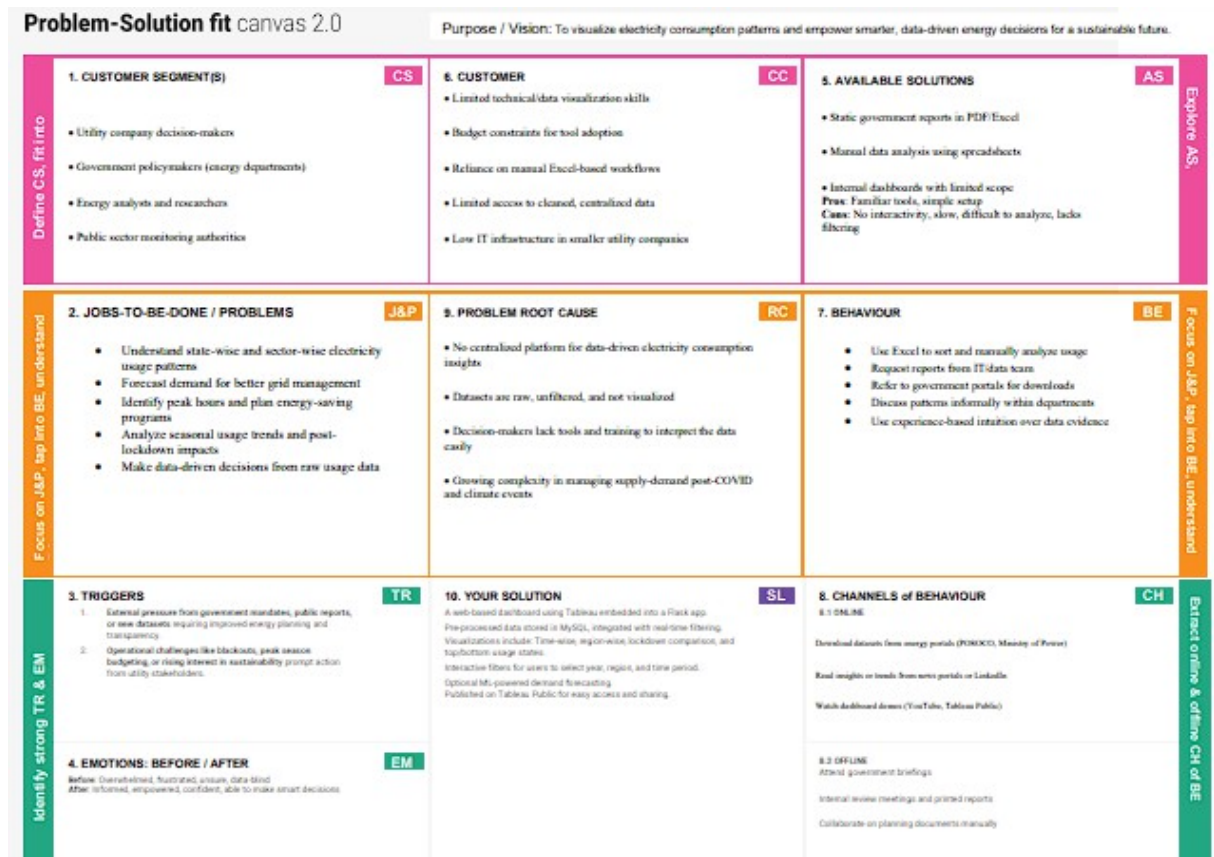 Problem-Solution fit canvas 2.0
Purpose / Vision: To visualize electricity consumption patterns and empower smarter, data-driven energy decisions for a sustainable future.
Define CS, fit into
1. CUSTOMER SEGMENT(S)
CS
• Utility company decision-makers
• Government policymakers (energy departments)
• Energy analysts and researchers
• Public sector monitoring authorities
6. CUSTOMER
CC
• Limited technical/data visualization skills
• Budget constraints for tool adoption
• Reliance on manual Excel-based workflows
• Limited access to cleaned, centralized data
• Low IT infrastructure in smaller utility companies
5. AVAILABLE SOLUTIONS
AS
• Static government reports in PDF/Excel
• Manual data analysis using spreadsheets
• Internal dashboards with limited scope
Pros: Familiar tools, simple setup
Cons: No interactivity, slow, difficult to analyze, lacks
filtering
Explore AS,
Focus on J&P, tap into BE, understand
2. JOBS-TO-BE-DONE / PROBLEMS
J&P
• Understand state-wise and sector-wise electricity
usage patterns
• Forecast demand for better grid management
• Identify peak hours and plan energy-saving
programs
• Analyze seasonal usage trends and post-
lockdown impacts
• Make data-driven decisions from raw usage data
9. PROBLEM ROOT CAUSE
RC
• No centralized platform for data-driven electricity consumption
insights
• Datasets are raw, unfiltered, and not visualized
• Decision-makers lack tools and training to interpret the data
easily
• Growing complexity in managing supply-demand post-COVID
and climate events
7. BEHAVIOUR
BE
• Use Excel to sort and manually analyze usage
• Request reports from IT/data team
• Refer to government portals for downloads
• Discuss patterns informally within departments
• Use experience-based intuition over data evidence
Focus on J&P, tap into BE, understand
Identify strong TR & EM
3. TRIGGERS
TR
1. External pressure from government mandates, public reports,
or new datasets requiring improved energy planning and
transparency.
2. Operational challenges like blackouts, peak season
budgeting, or rising interest in sustainability prompt action
from utility stakeholders.
4. EMOTIONS: BEFORE / AFTER
EM
Before: Overwhelmed, frustrated, unsure, data-blind
After: Informed, empowered, confident, able to make smart decisions
10. YOUR SOLUTION
SL
A web-based dashboard using Tableau embedded into a Flask app.
Pre-processed data stored in MySQL, integrated with real-time filtering.
Visualizations include: Time-wise, region-wise, lockdown comparison, and
top/bottom usage states.
Interactive filters for users to select year, region, and time period.
Optional ML-powered demand forecasting.
Published on Tableau Public for easy access and sharing.
8. CHANNELS of BEHAVIOUR
CH
8.1 ONLINE
Download datasets from energy portals (POSOCO, Ministry of Power)
Read insights or trends from news portals or LinkedIn
Watch dashboard demos (YouTube, Tableau Public)
8.2 OFFLINE
Attend government briefings
Internal review meetings and printed reports
Collaborate on planning documents manually
Extract online & offline CH of BE